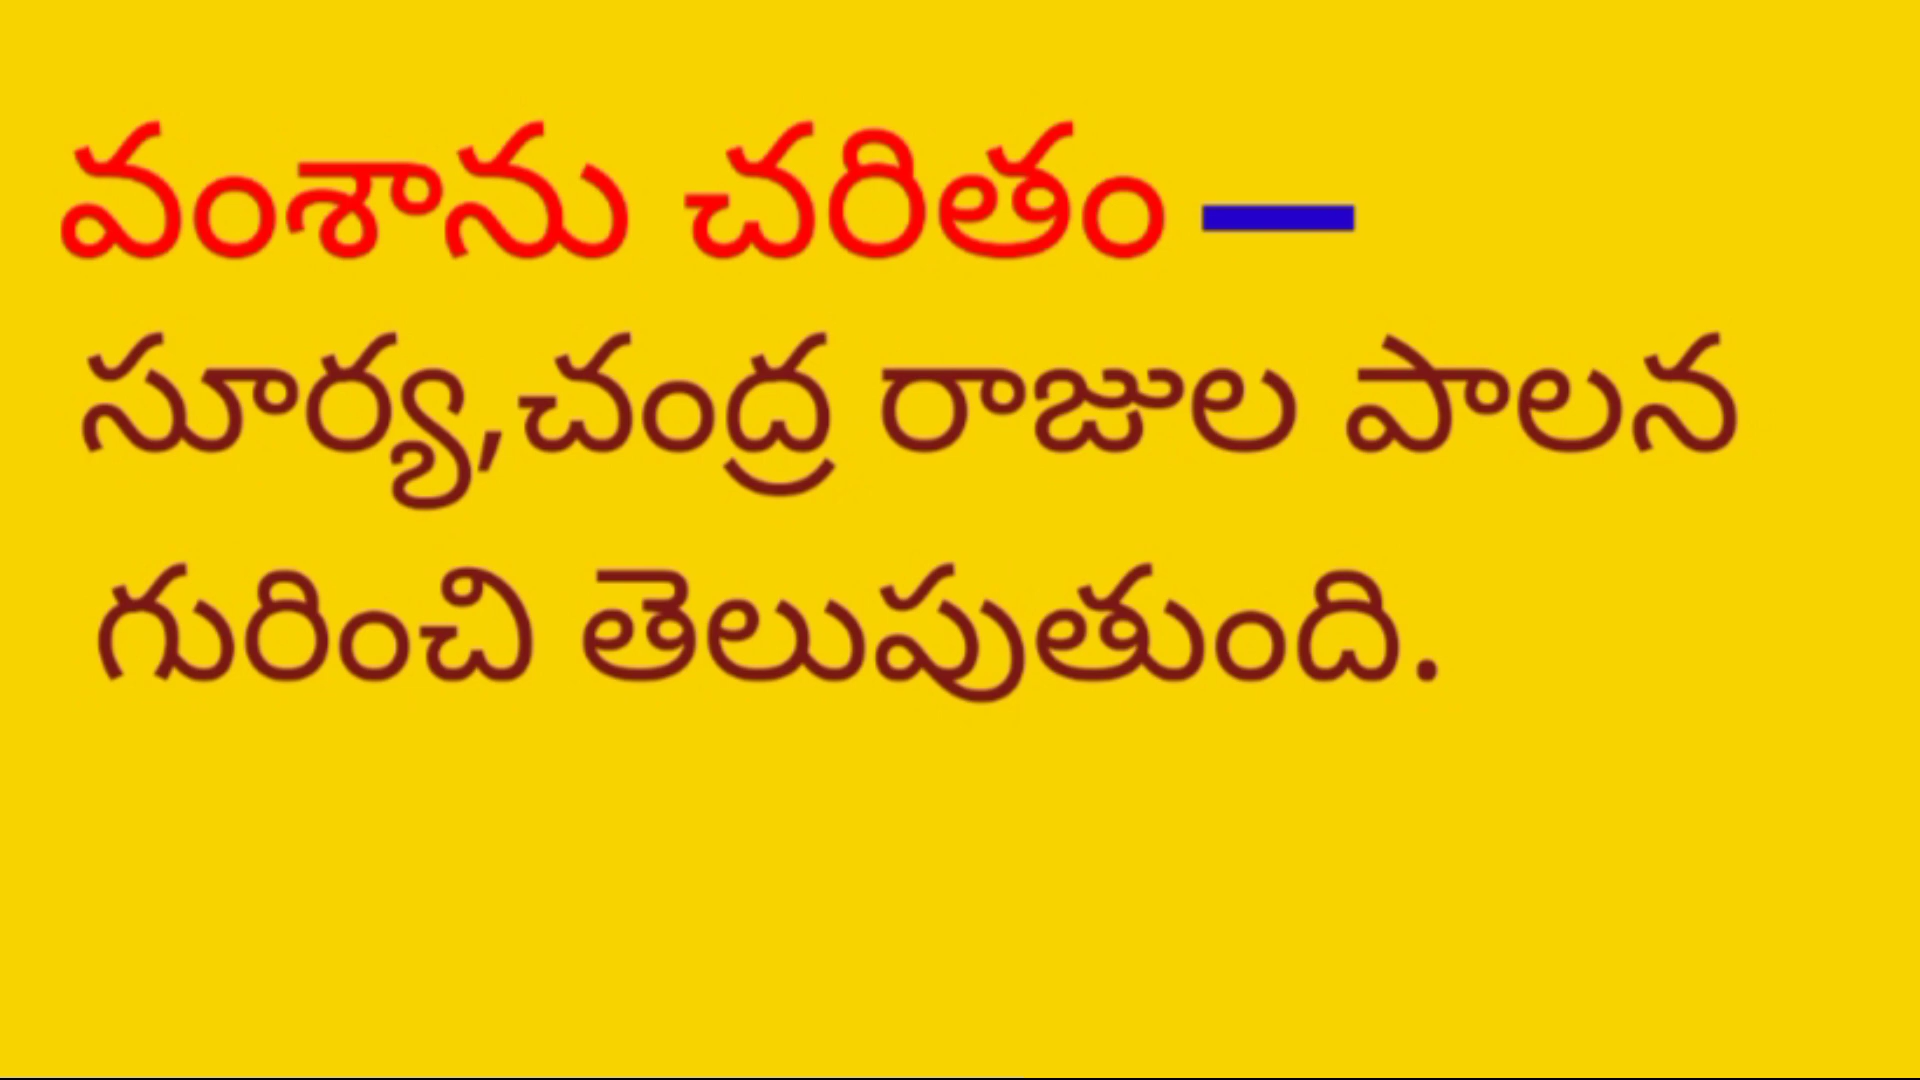 వంశాను చరితం —
సూర్య,చంద్ర రాజుల పాలన
గురించి తెలుపుతుంది.